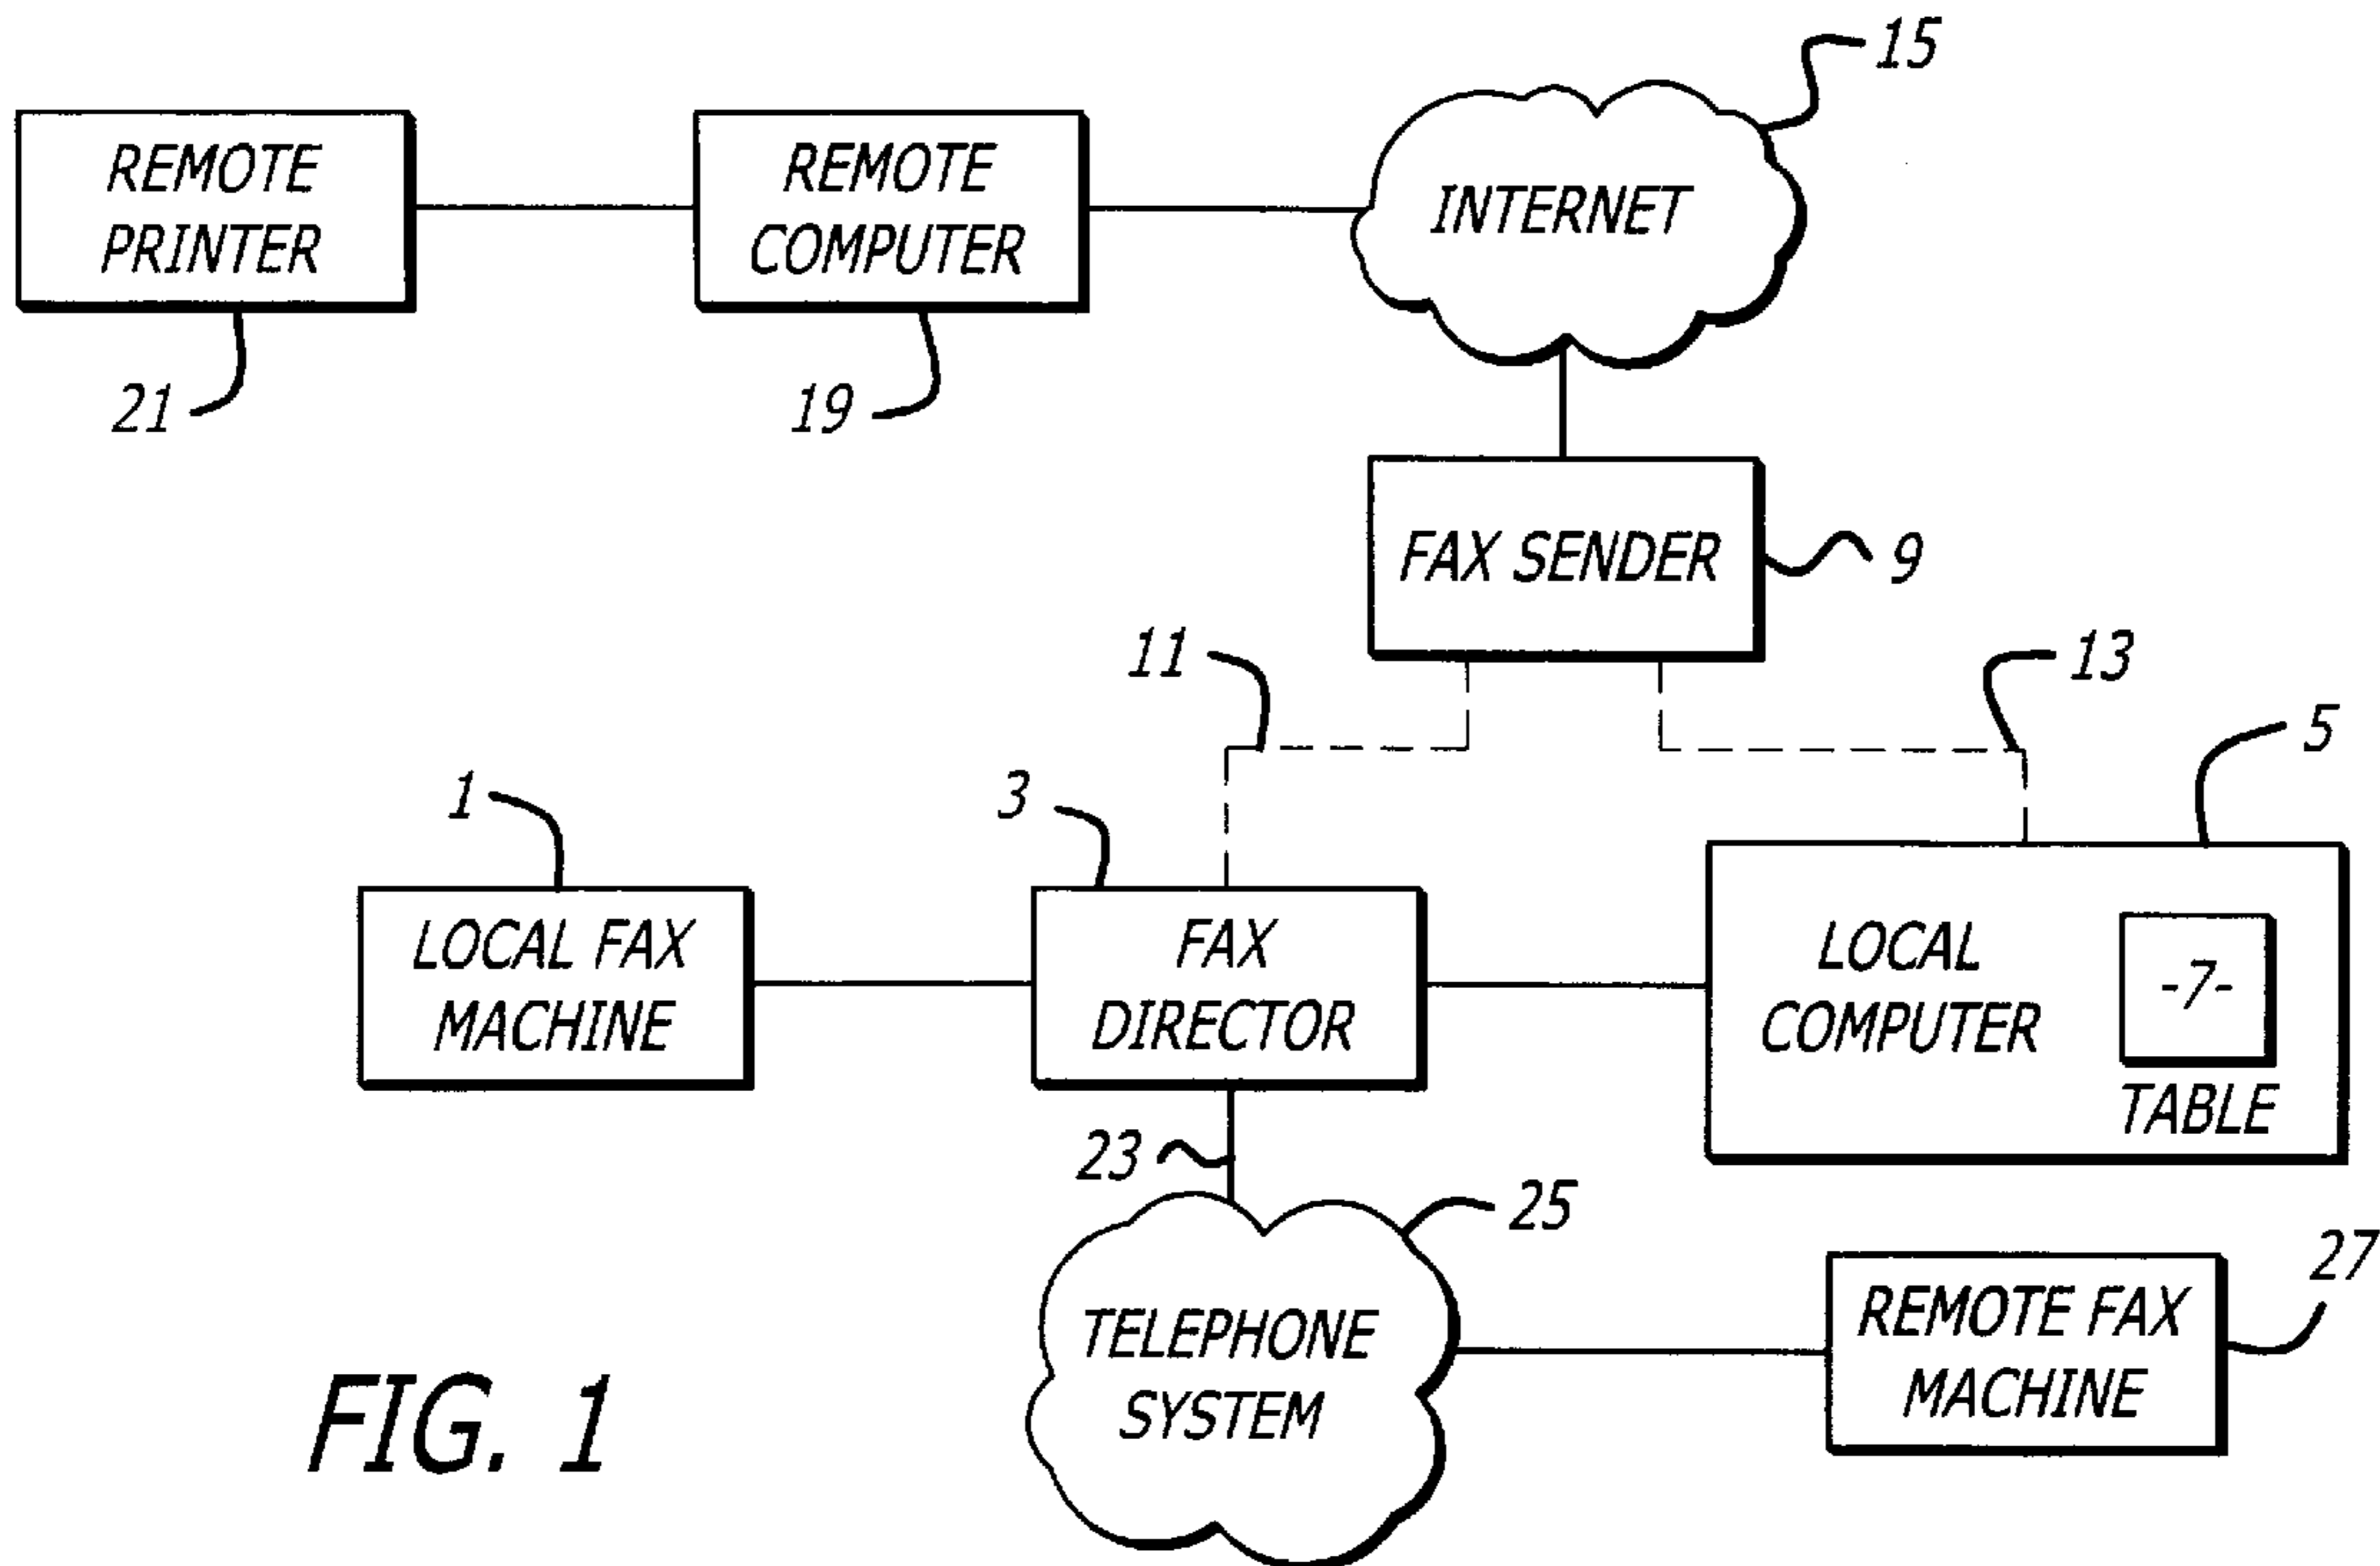 15
REMOTE
PRINTER
REMOTE
COMPUTER
INTERNET
21
19
FAX SENDER
9
11
13
5
1
3
LOCAL FAX
MACHINE
FAX
DIRECTOR
LOCAL
COMPUTER
-7-
TABLE
23
25
27
TELEPHONE
SYSTEM
REMOTE FAX
MACHINE
FIG. 1